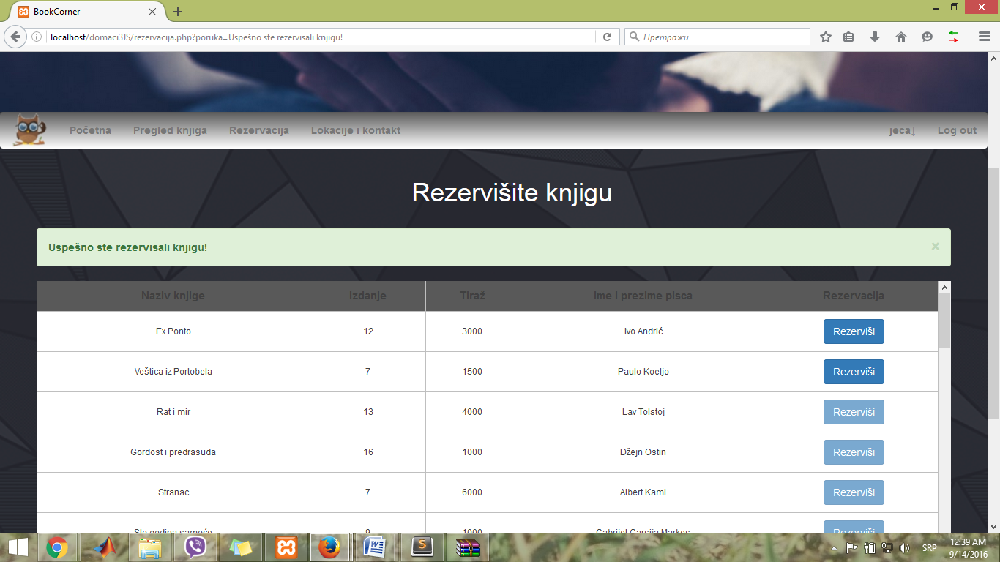 BookCorner
localhost/domaci3JS/rezervacija.php?poruka=Uspešno ste rezervisali knjigu!
Претражи
Početna Pregled knjiga Rezervacija Lokacije i kontakt jeca↓ Log out
Rezervišite knjigu
Uspešno ste rezervisali knjigu! ×
Naziv knjige Izdanje Tiraž Ime i prezime pisca Rezervacija
Ex Ponto 12 3000 Ivo Andrić Rezerviši
Veštica iz Portobela 7 1500 Paulo Koeljo Rezerviši
Rat i mir 13 4000 Lav Tolstoj Rezerviši
Gordost i predrasuda 16 1000 Džejn Ostin Rezerviši
Stranac 7 6000 Albert Kami Rezerviši
Sto godina samoće 9 1000 Gabrijel Garsija Markes Rezerviši
SRP
12:39 AM
9/14/2016